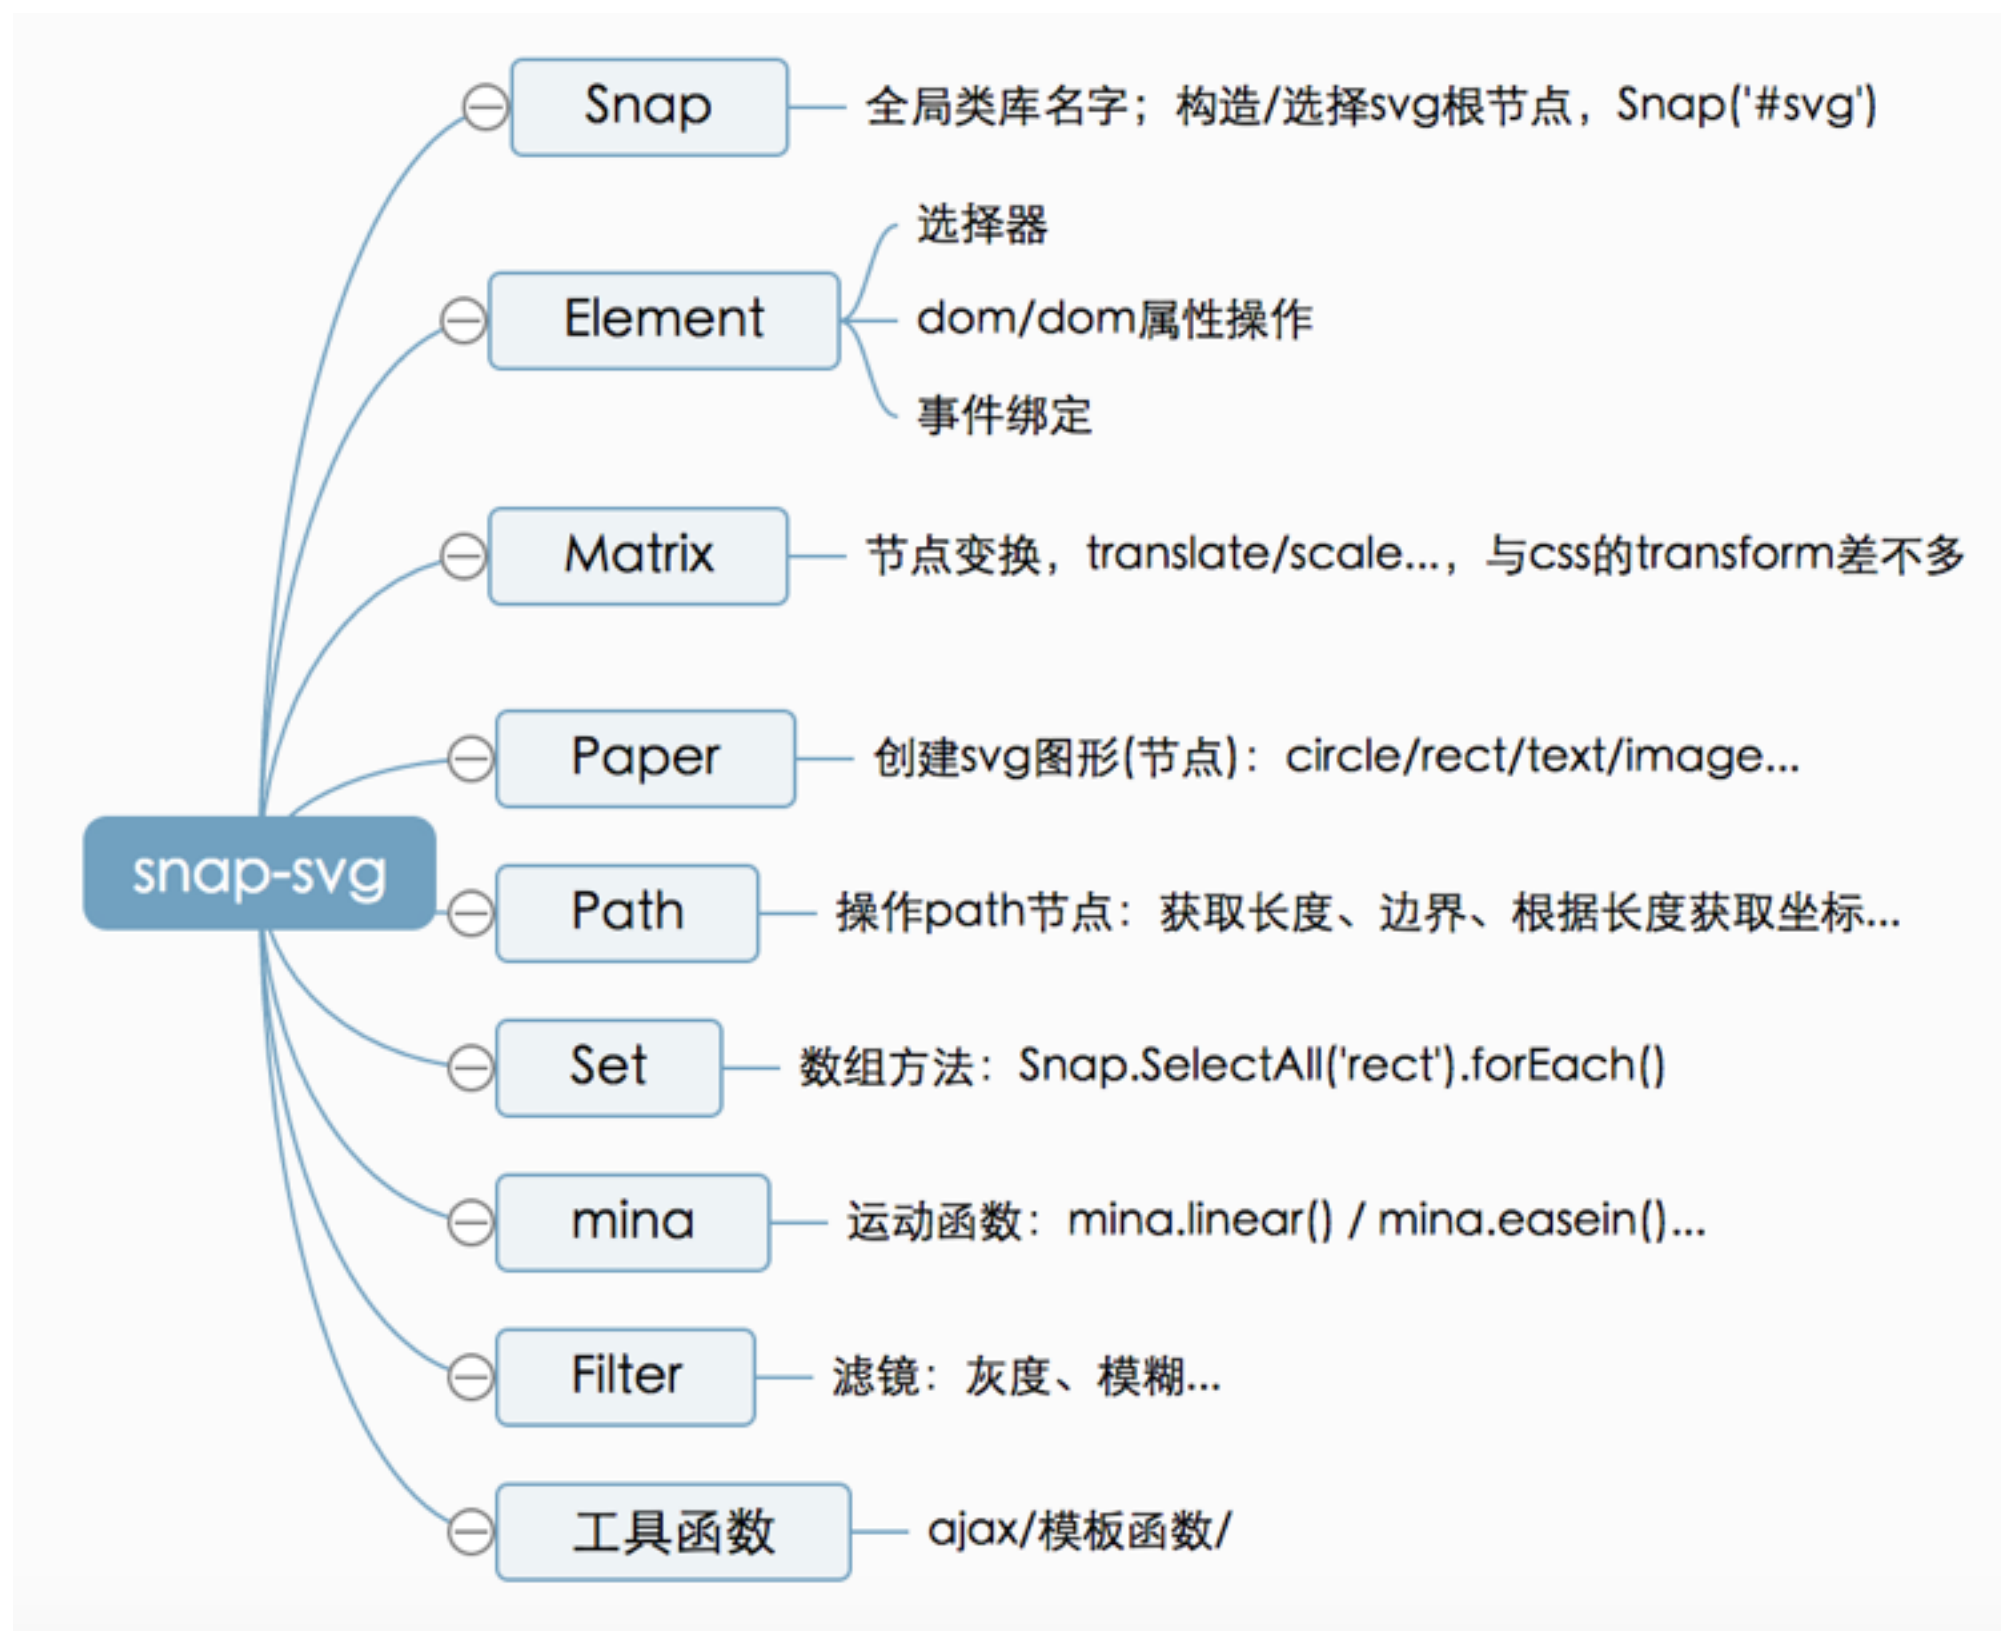 Snap
全局类库名字；构造/选择svg根节点，Snap('#svg')
选择器
Element
dom/dom属性操作
事件绑定
Matrix
节点变换，translate/scale...，与css的transform差不多
Paper
创建svg图形(节点)：circle/rect/text/image...
snap-svg
Path
操作path节点：获取长度、边界、根据长度获取坐标...
Set
数组方法：Snap.SelectAll('rect').forEach()
mina
运动函数：mina.linear() / mina.easein()...
Filter
滤镜：灰度、模糊...
工具函数
ajax/模板函数/